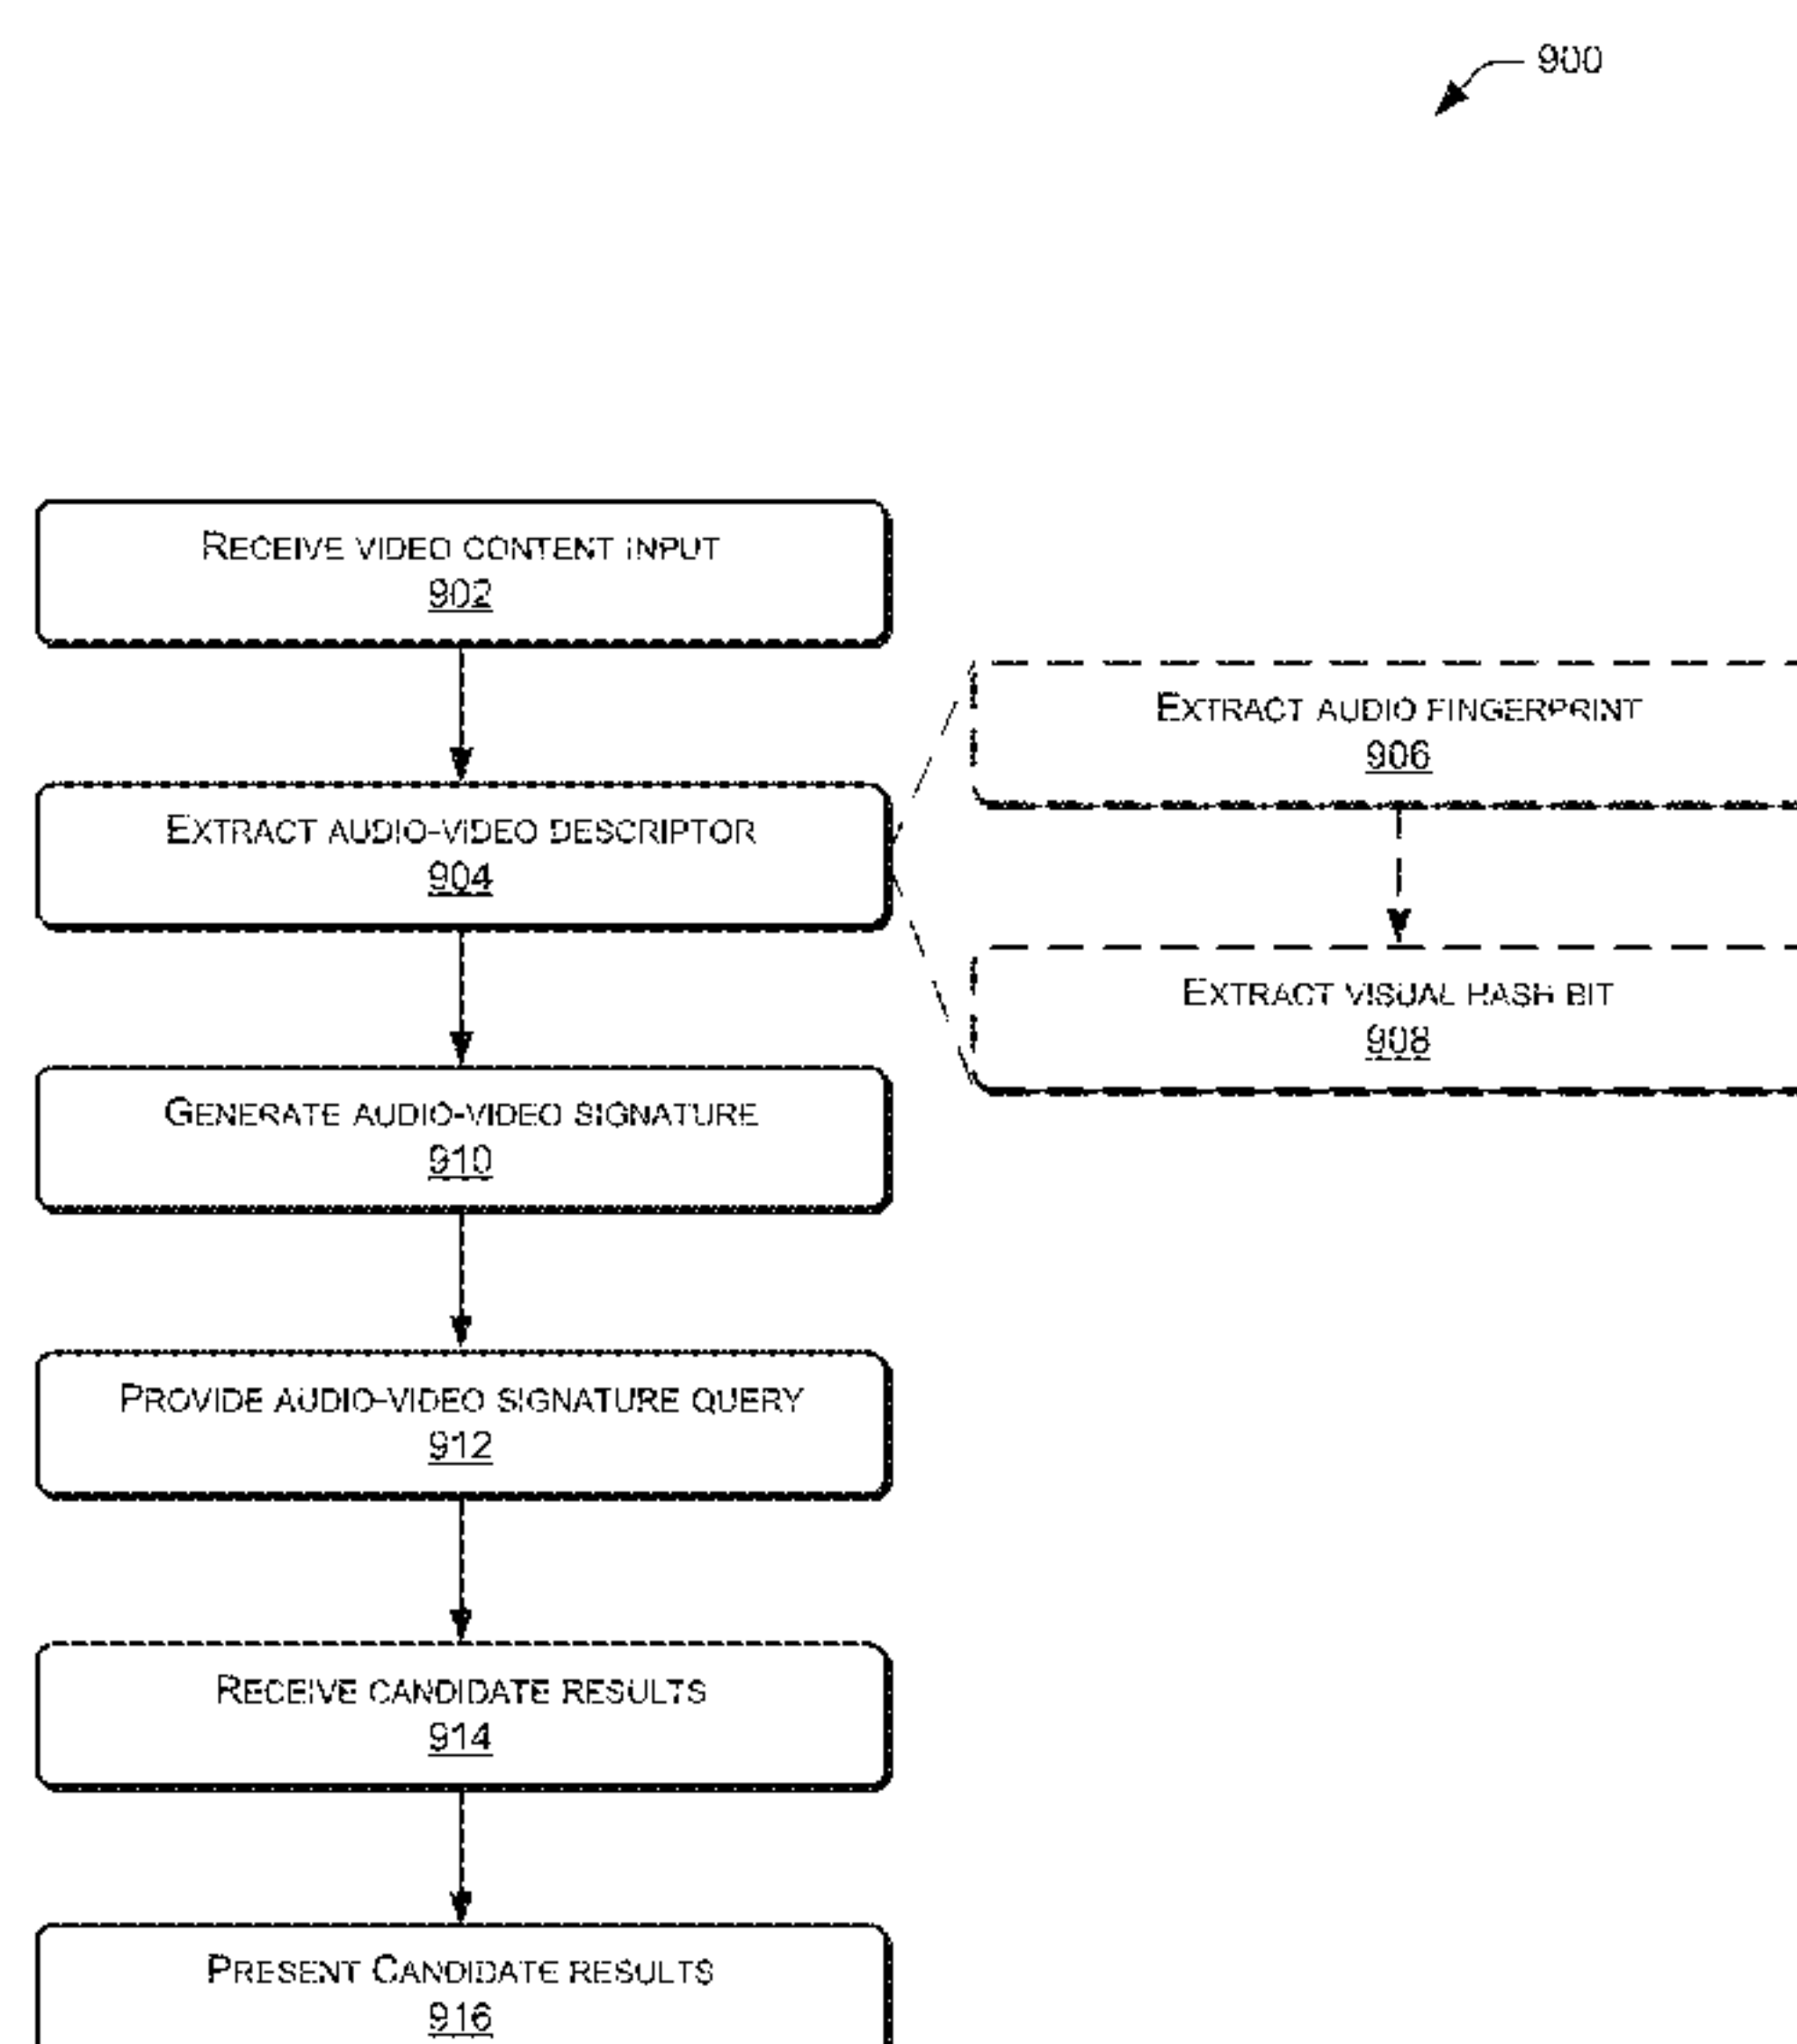 900
RECEIVE VIDEO CONTENT INPUT
902
EXTRACT AUDIO-VIDEO DESCRIPTOR
904
EXTRACT AUDIO FINGERPRINT
906
EXTRACT VISUAL HASH BIT
908
GENERATE AUDIO-VIDEO SIGNATURE
910
PROVIDE AUDIO-VIDEO SIGNATURE QUERY
912
RECEIVE CANDIDATE RESULTS
914
PRESENT CANDIDATE RESULTS
916